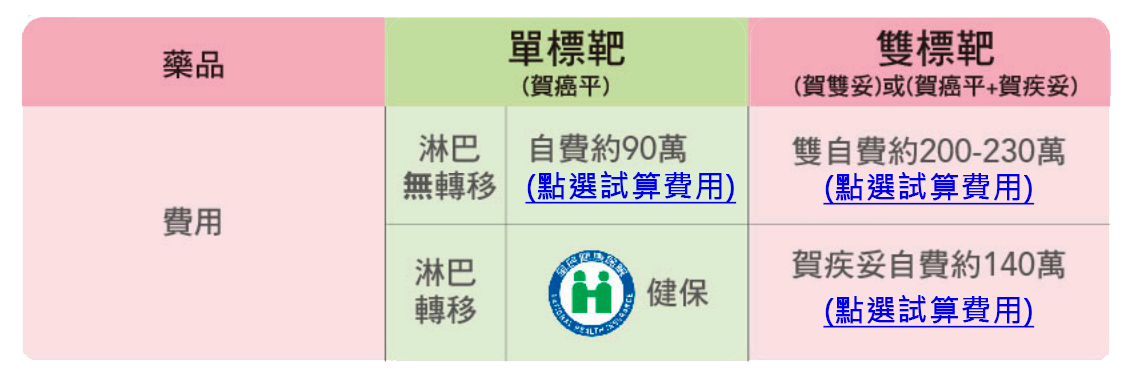 藥品
單標靶
(賀癌平)
雙標靶
(賀雙妥)或(賀癌平+賀疾妥)
費用
淋巴
無轉移
自費約90萬
(點選試算費用)
雙自費約200-230萬
(點選試算費用)
淋巴
轉移
全民健康保險
NATIONAL HEALTH INSURANCE
健保
賀疾妥自費約140萬
(點選試算費用)